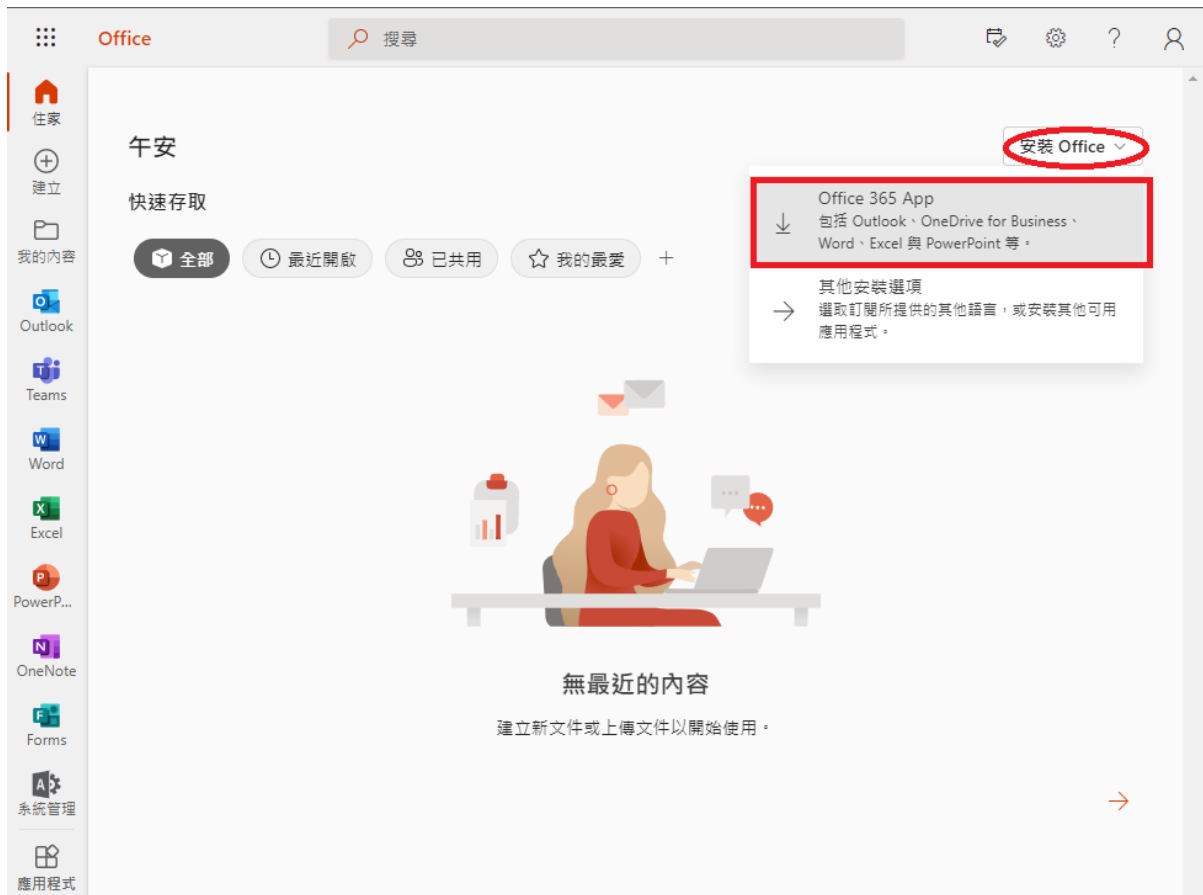 Office
搜尋
住家
建立
我的內容
Outlook
Teams
Word
Excel
PowerP...
OneNote
Forms
系統管理
應用程式
午安
安裝 Office
Office 365 App
包括 Outlook、OneDrive for Business、
Word、Excel 與 PowerPoint 等。
其他安裝選項
選取訂閱所提供的其他語言，或安裝其他可用
應用程式。
快速存取
全部
最近開啟
已共用
我的最愛
無最近的內容
建立新文件或上傳文件以開始使用。